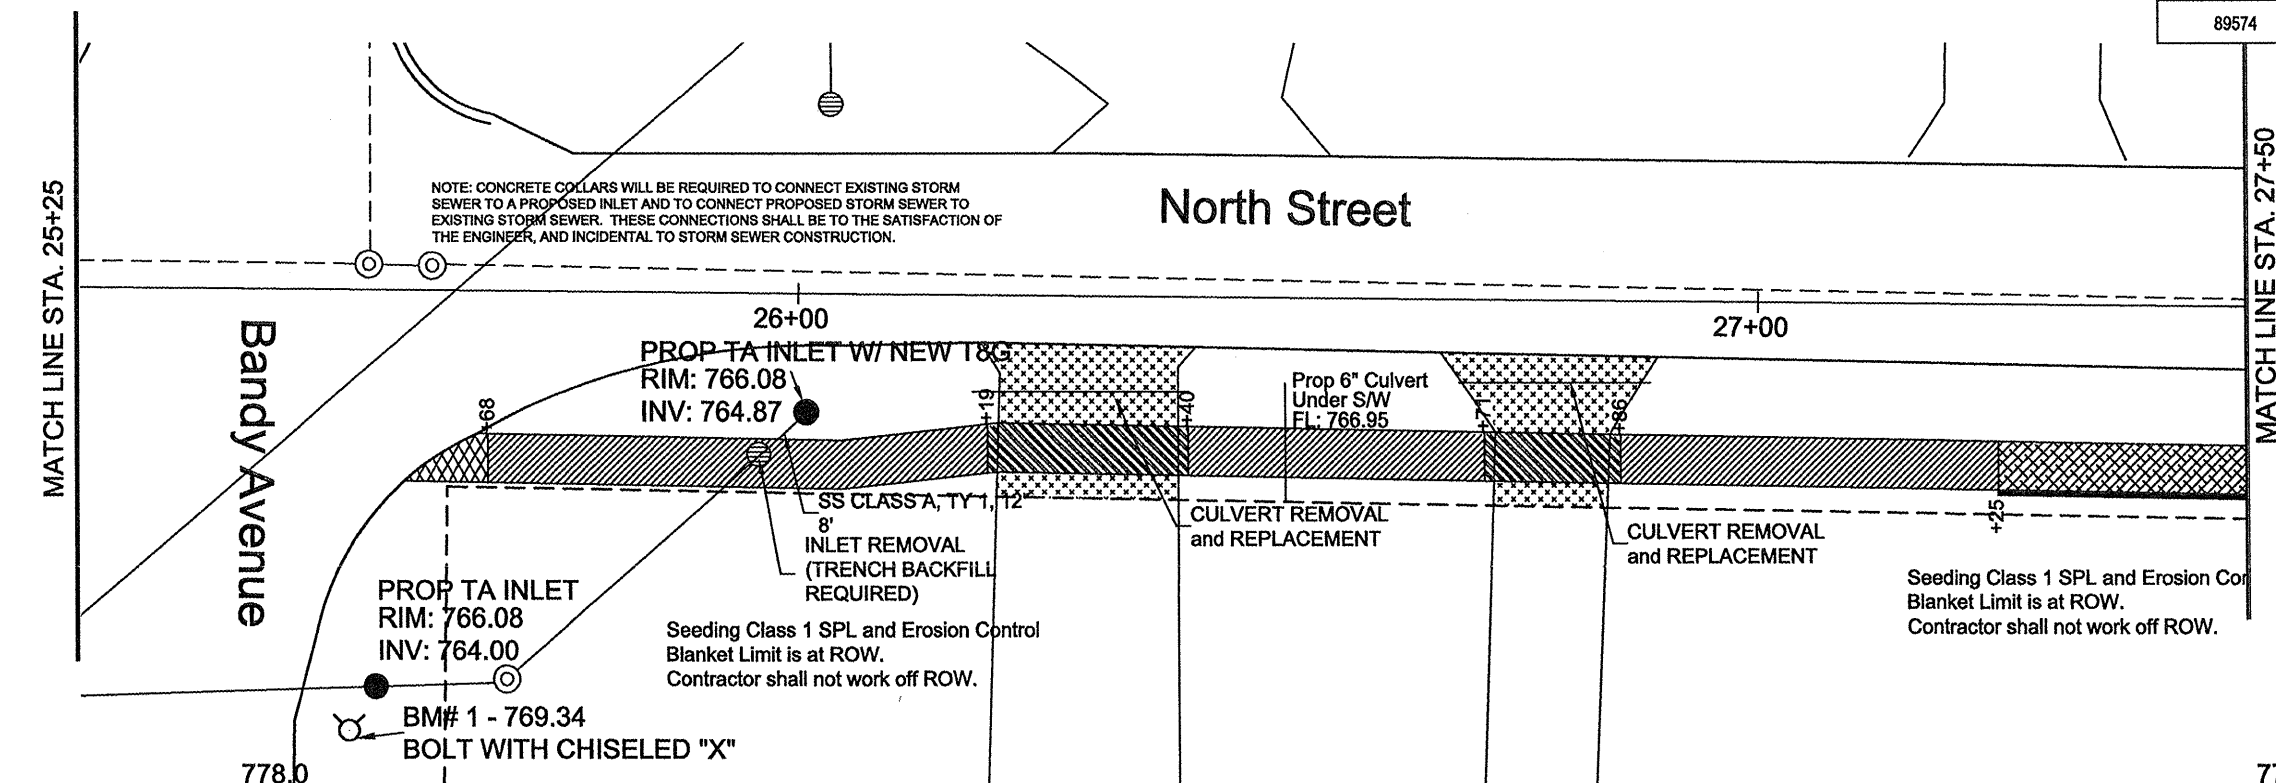 89574
MATCH LINE STA. 25+25
MATCH LINE STA. 27+50
NOTE: CONCRETE COLLARS WILL BE REQUIRED TO CONNECT EXISTING STORM
SEWER TO A PROPOSED INLET AND TO CONNECT PROPOSED STORM SEWER TO
EXISTING STORM SEWER. THESE CONNECTIONS SHALL BE TO THE SATISFACTION OF
THE ENGINEER, AND INCIDENTAL TO STORM SEWER CONSTRUCTION.
North Street
Bandy Avenue
26+00
27+00
PROP TA INLET W/ NEW T&G
RIM: 766.08
INV: 764.87
+68
+19
+40
Prop 6" Culvert
Under S/W
FL: 766.95
+71
+86
+25
SS CLASS A, TY 1, 12"
8'
INLET REMOVAL
(TRENCH BACKFILL
REQUIRED)
CULVERT REMOVAL
and REPLACEMENT
CULVERT REMOVAL
and REPLACEMENT
PROP TA INLET
RIM: 766.08
INV: 764.00
Seeding Class 1 SPL and Erosion Control
Blanket Limit is at ROW.
Contractor shall not work off ROW.
Seeding Class 1 SPL and Erosion Con
Blanket Limit is at ROW.
Contractor shall not work off ROW.
BM# 1 - 769.34
BOLT WITH CHISELED "X"
778.0